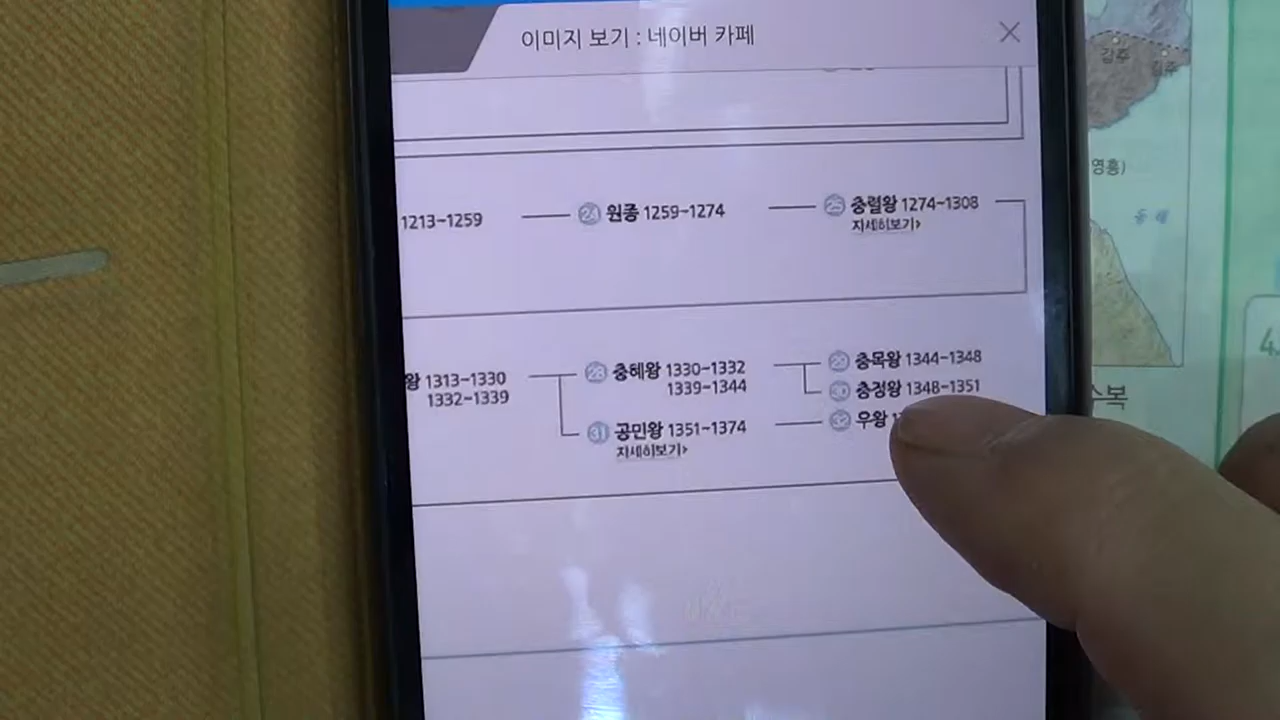 이미지 보기 : 네이버 카페
1213-1259 ㉔ 원종 1259-1274 ㉕ 충렬왕 1274-1308
자세히보기›
왕 1313-1330 ㉘ 충혜왕 1330-1332 ㉙ 충목왕 1344-1348
1332-1339 1339-1344 ㉚ 충정왕 1348-1351
㉛ 공민왕 1351-1374 ㉜ 우왕
자세히보기›
강주
영흥)
동해
수복